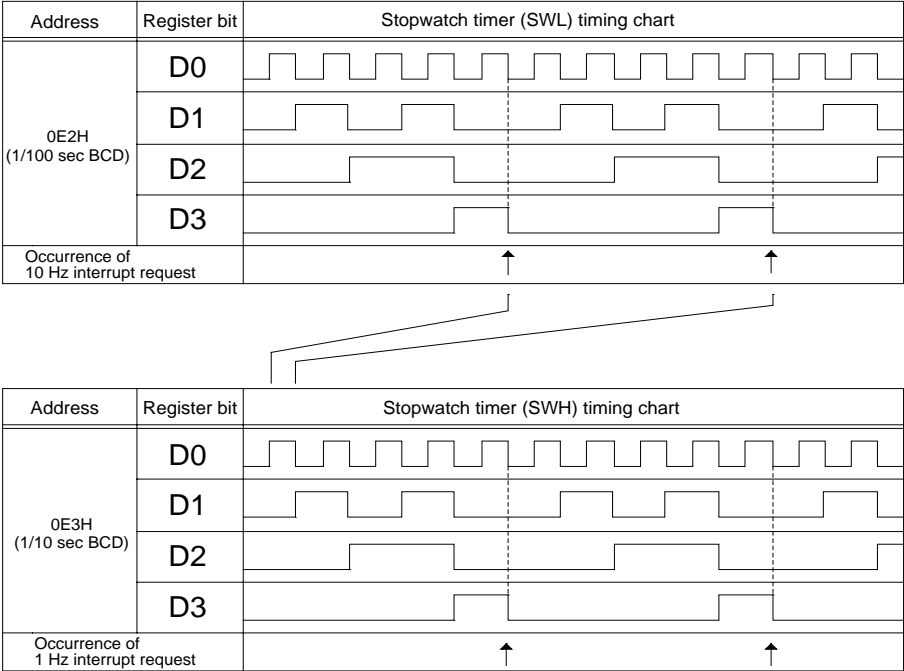 Address Register bit Stopwatch timer (SWL) timing chart
D0
D1
0E2H
(1/100 sec BCD)
D2
D3
Occurrence of
10 Hz interrupt request
Address Register bit Stopwatch timer (SWH) timing chart
D0
D1
0E3H
(1/10 sec BCD)
D2
D3
Occurrence of
1 Hz interrupt request